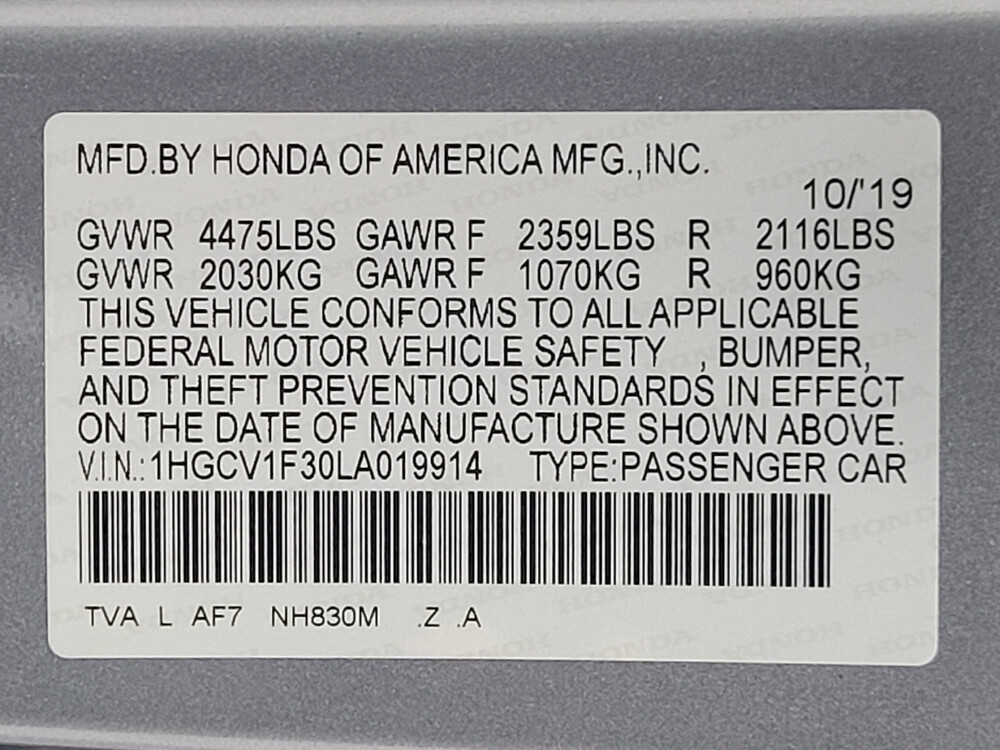 MFD.BY HONDA OF AMERICA MFG.,INC.
10/'19
GVWR 4475LBS GAWR F 2359LBS R 2116LBS
GVWR 2030KG GAWR F 1070KG R 960KG
THIS VEHICLE CONFORMS TO ALL APPLICABLE
FEDERAL MOTOR VEHICLE SAFETY , BUMPER,
AND THEFT PREVENTION STANDARDS IN EFFECT
ON THE DATE OF MANUFACTURE SHOWN ABOVE.
V.I.N.:1HGCV1F30LA019914 TYPE:PASSENGER CAR
TVA L AF7 NH830M .Z .A